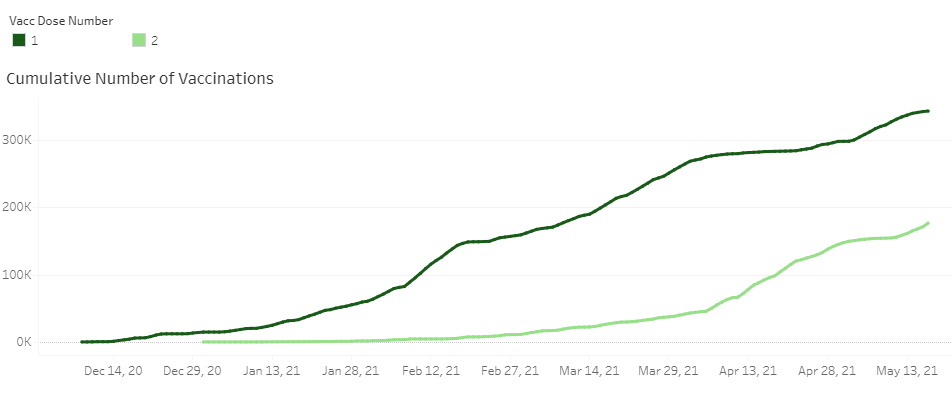 Vacc Dose Number
1 2
Cumulative Number of Vaccinations
300K
200K
100K
0K
Dec 14, 20 Dec 29, 20 Jan 13, 21 Jan 28, 21 Feb 12, 21 Feb 27, 21 Mar 14, 21 Mar 29, 21 Apr 13, 21 Apr 28, 21 May 13, 21